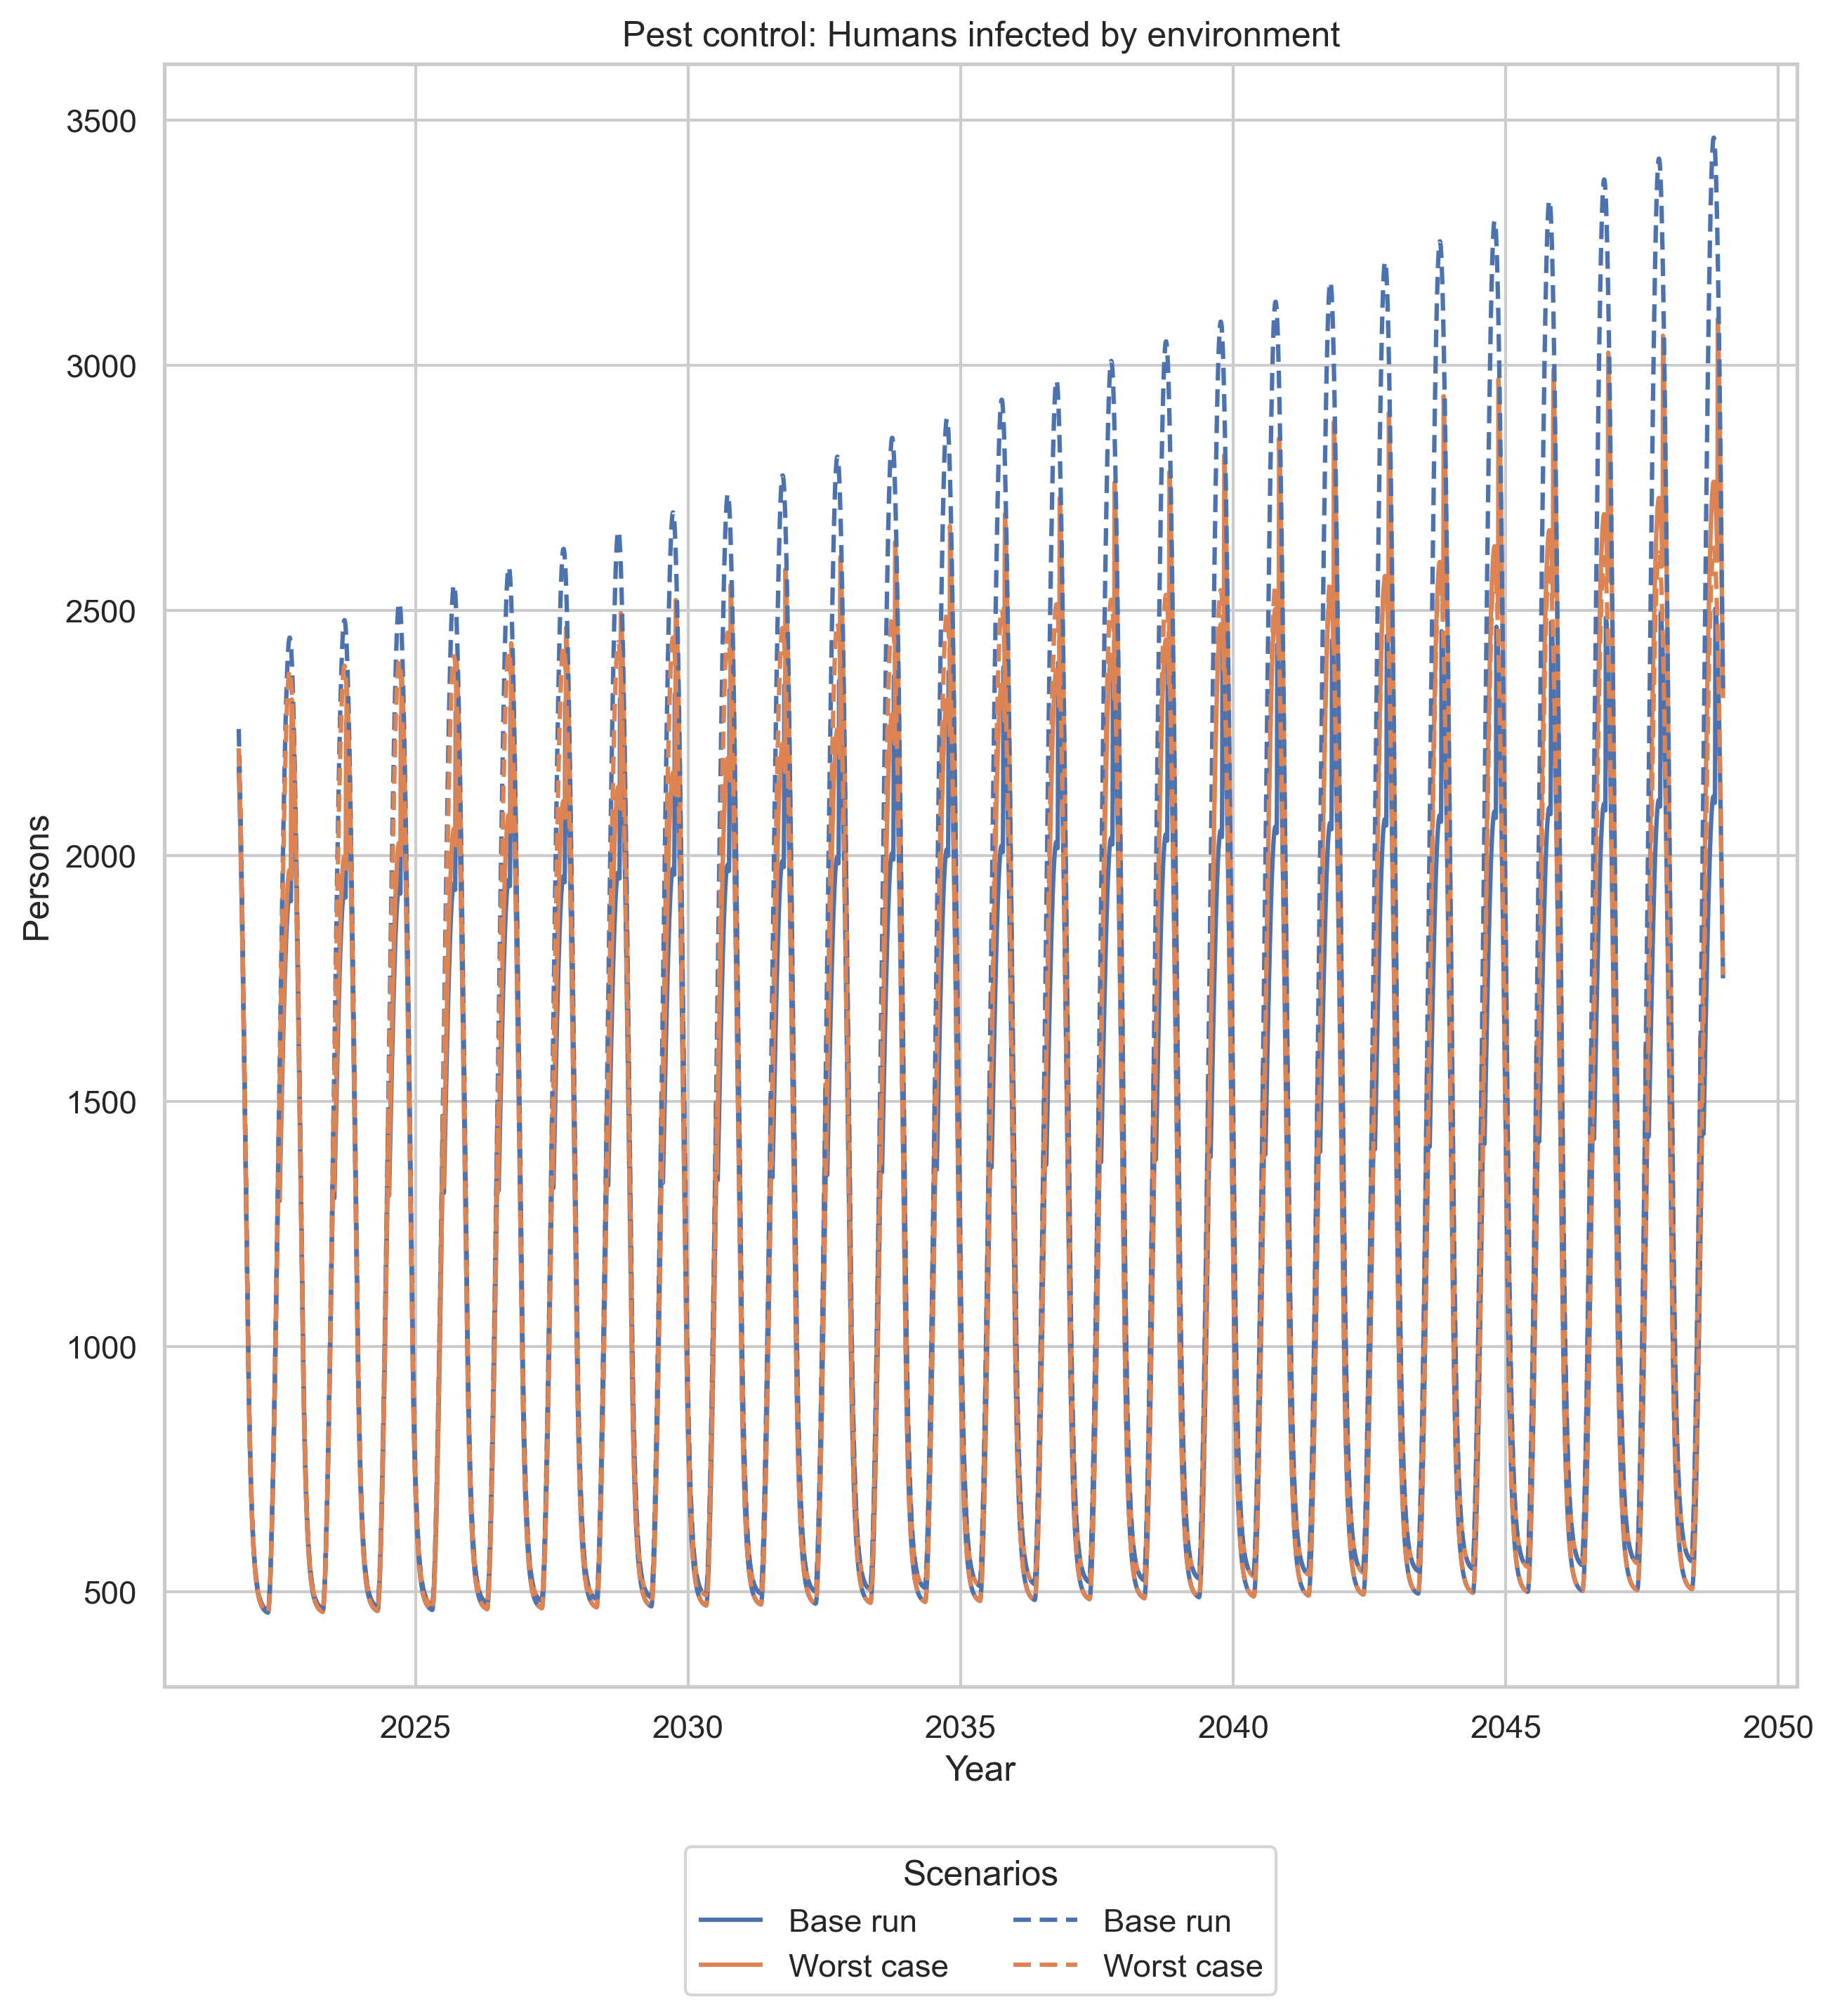 Pest control: Humans infected by environment
3500
3000
2500
2000
1500
1000
500
Persons
2025 2030 2035 2040 2045 2050
Year
Scenarios
Base run Base run
Worst case Worst case